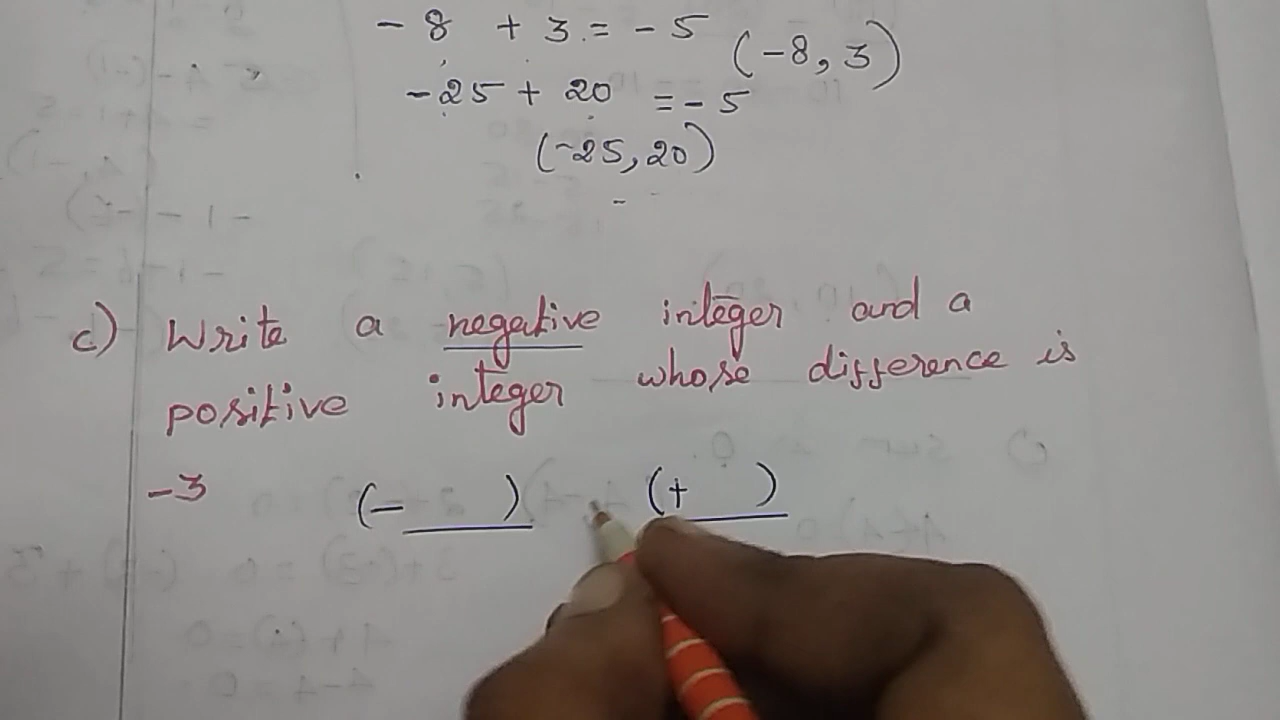 - 8 + 3 = - 5 (-8, 3)
-25 + 20 = - 5
(-25, 20)
c) Write a negative integer and a
positive integer whose difference is
-3 (- ) (+ )